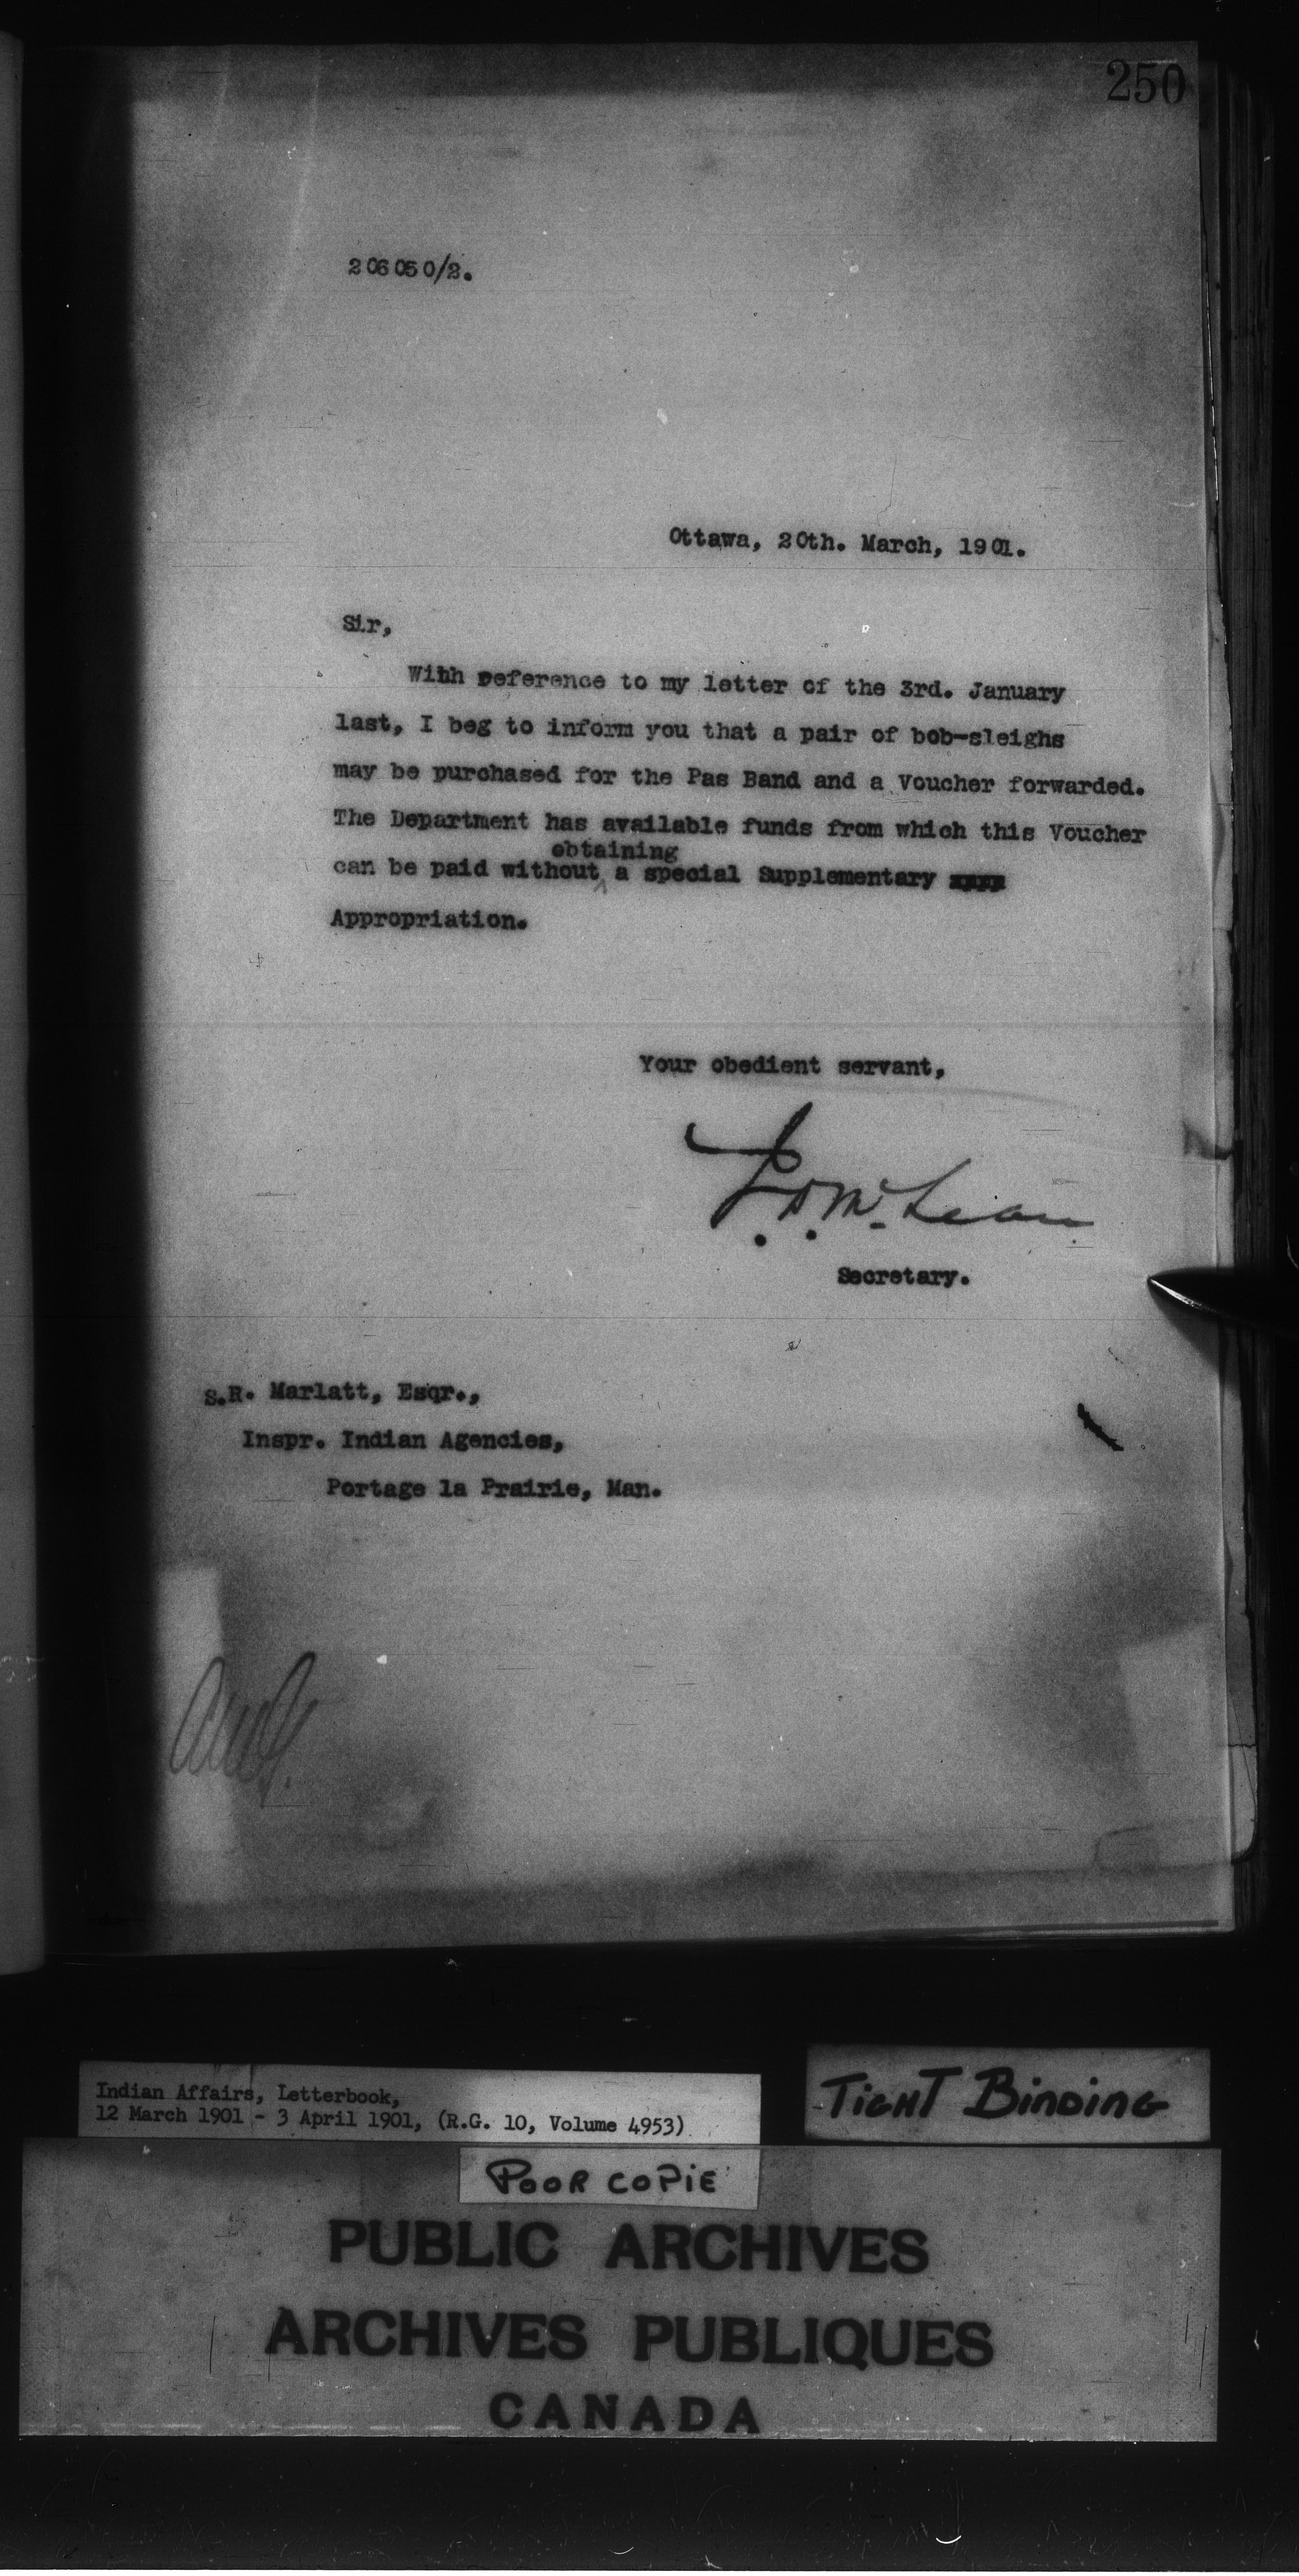 250
206050/2.
Ottawa, 20th. March, 1901.
Sir,
With reference to my letter of the 3rd. January
last, I beg to inform you that a pair of bob-sleighs
may be purchased for the Pas Band and a Voucher forwarded.
The Department has available funds from which this Voucher
obtaining
can be paid without ^ a special Supplementary
Appropriation.
Your obedient servant,
J. D. McLean
Secretary.
S.R. Marlatt, Esqr.,
Inspr. Indian Agencies,
Portage la Prairie, Man.
Indian Affairs, Letterbook,
12 March 1901 - 3 April 1901, (R.G. 10, Volume 4953)
TIGHT BINDING
POOR COPIE
PUBLIC ARCHIVES
ARCHIVES PUBLIQUES
CANADA